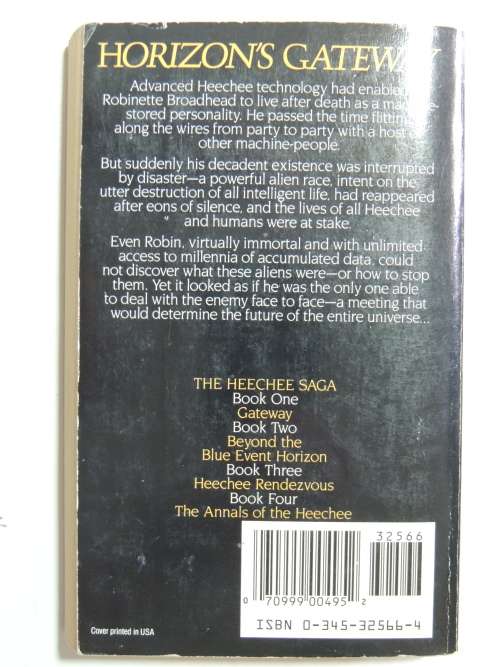 HORIZON'S GATEWAY
Advanced Heechee technology had enabled
Robinette Broadhead to live after death as a machine-
stored personality. He passed the time flitting
along the wires from party to party with a host of
other machine-people.
But suddenly his decadent existence was interrupted
by disaster—a powerful alien race, intent on the
utter destruction of all intelligent life, had reappeared
after eons of silence, and the lives of all Heechee
and humans were at stake.
Even Robin, virtually immortal and with unlimited
access to millennia of accumulated data, could
not discover what these aliens were—or how to stop
them. Yet it looked as if he was the only one able
to deal with the enemy face to face—a meeting that
would determine the future of the entire universe...
THE HEECHEE SAGA
Book One
Gateway
Book Two
Beyond the
Blue Event Horizon
Book Three
Heechee Rendezvous
Book Four
The Annals of the Heechee
32566
0 70999 00495 2
ISBN 0-345-32566-4
Cover printed in USA